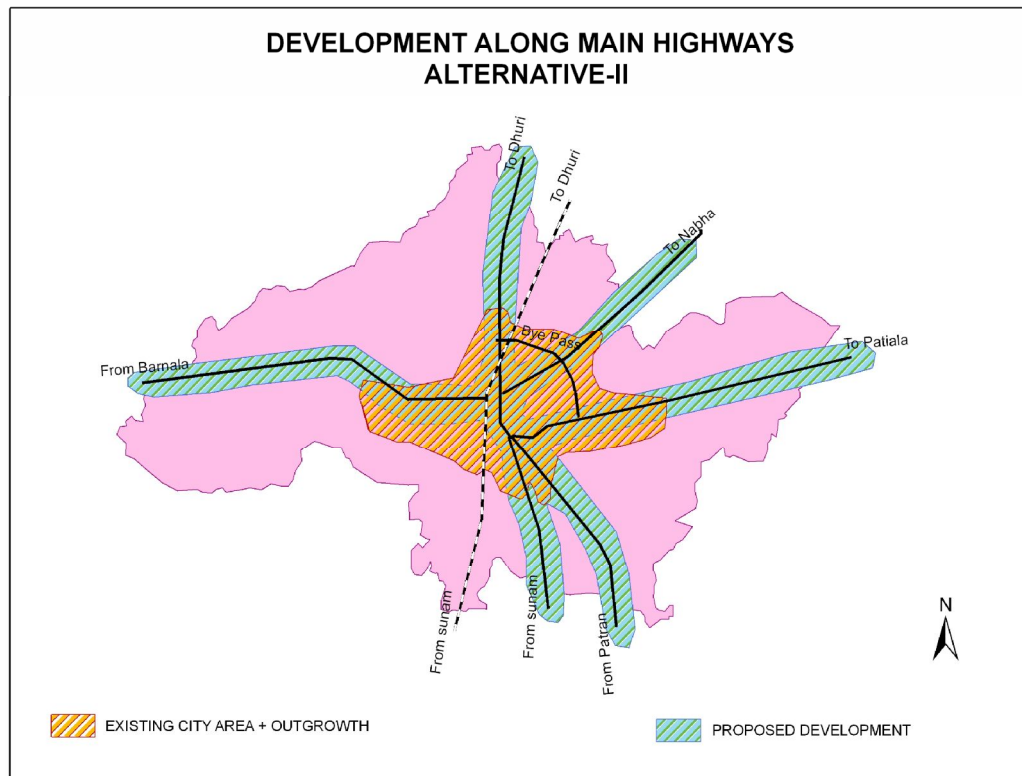 DEVELOPMENT ALONG MAIN HIGHWAYS
ALTERNATIVE-II
To Dhuri
To Dhuri
To Nabha
Bye Pass
To Patiala
From Barnala
From sunam
From sunam
From Patran
N
EXISTING CITY AREA + OUTGROWTH
PROPOSED DEVELOPMENT